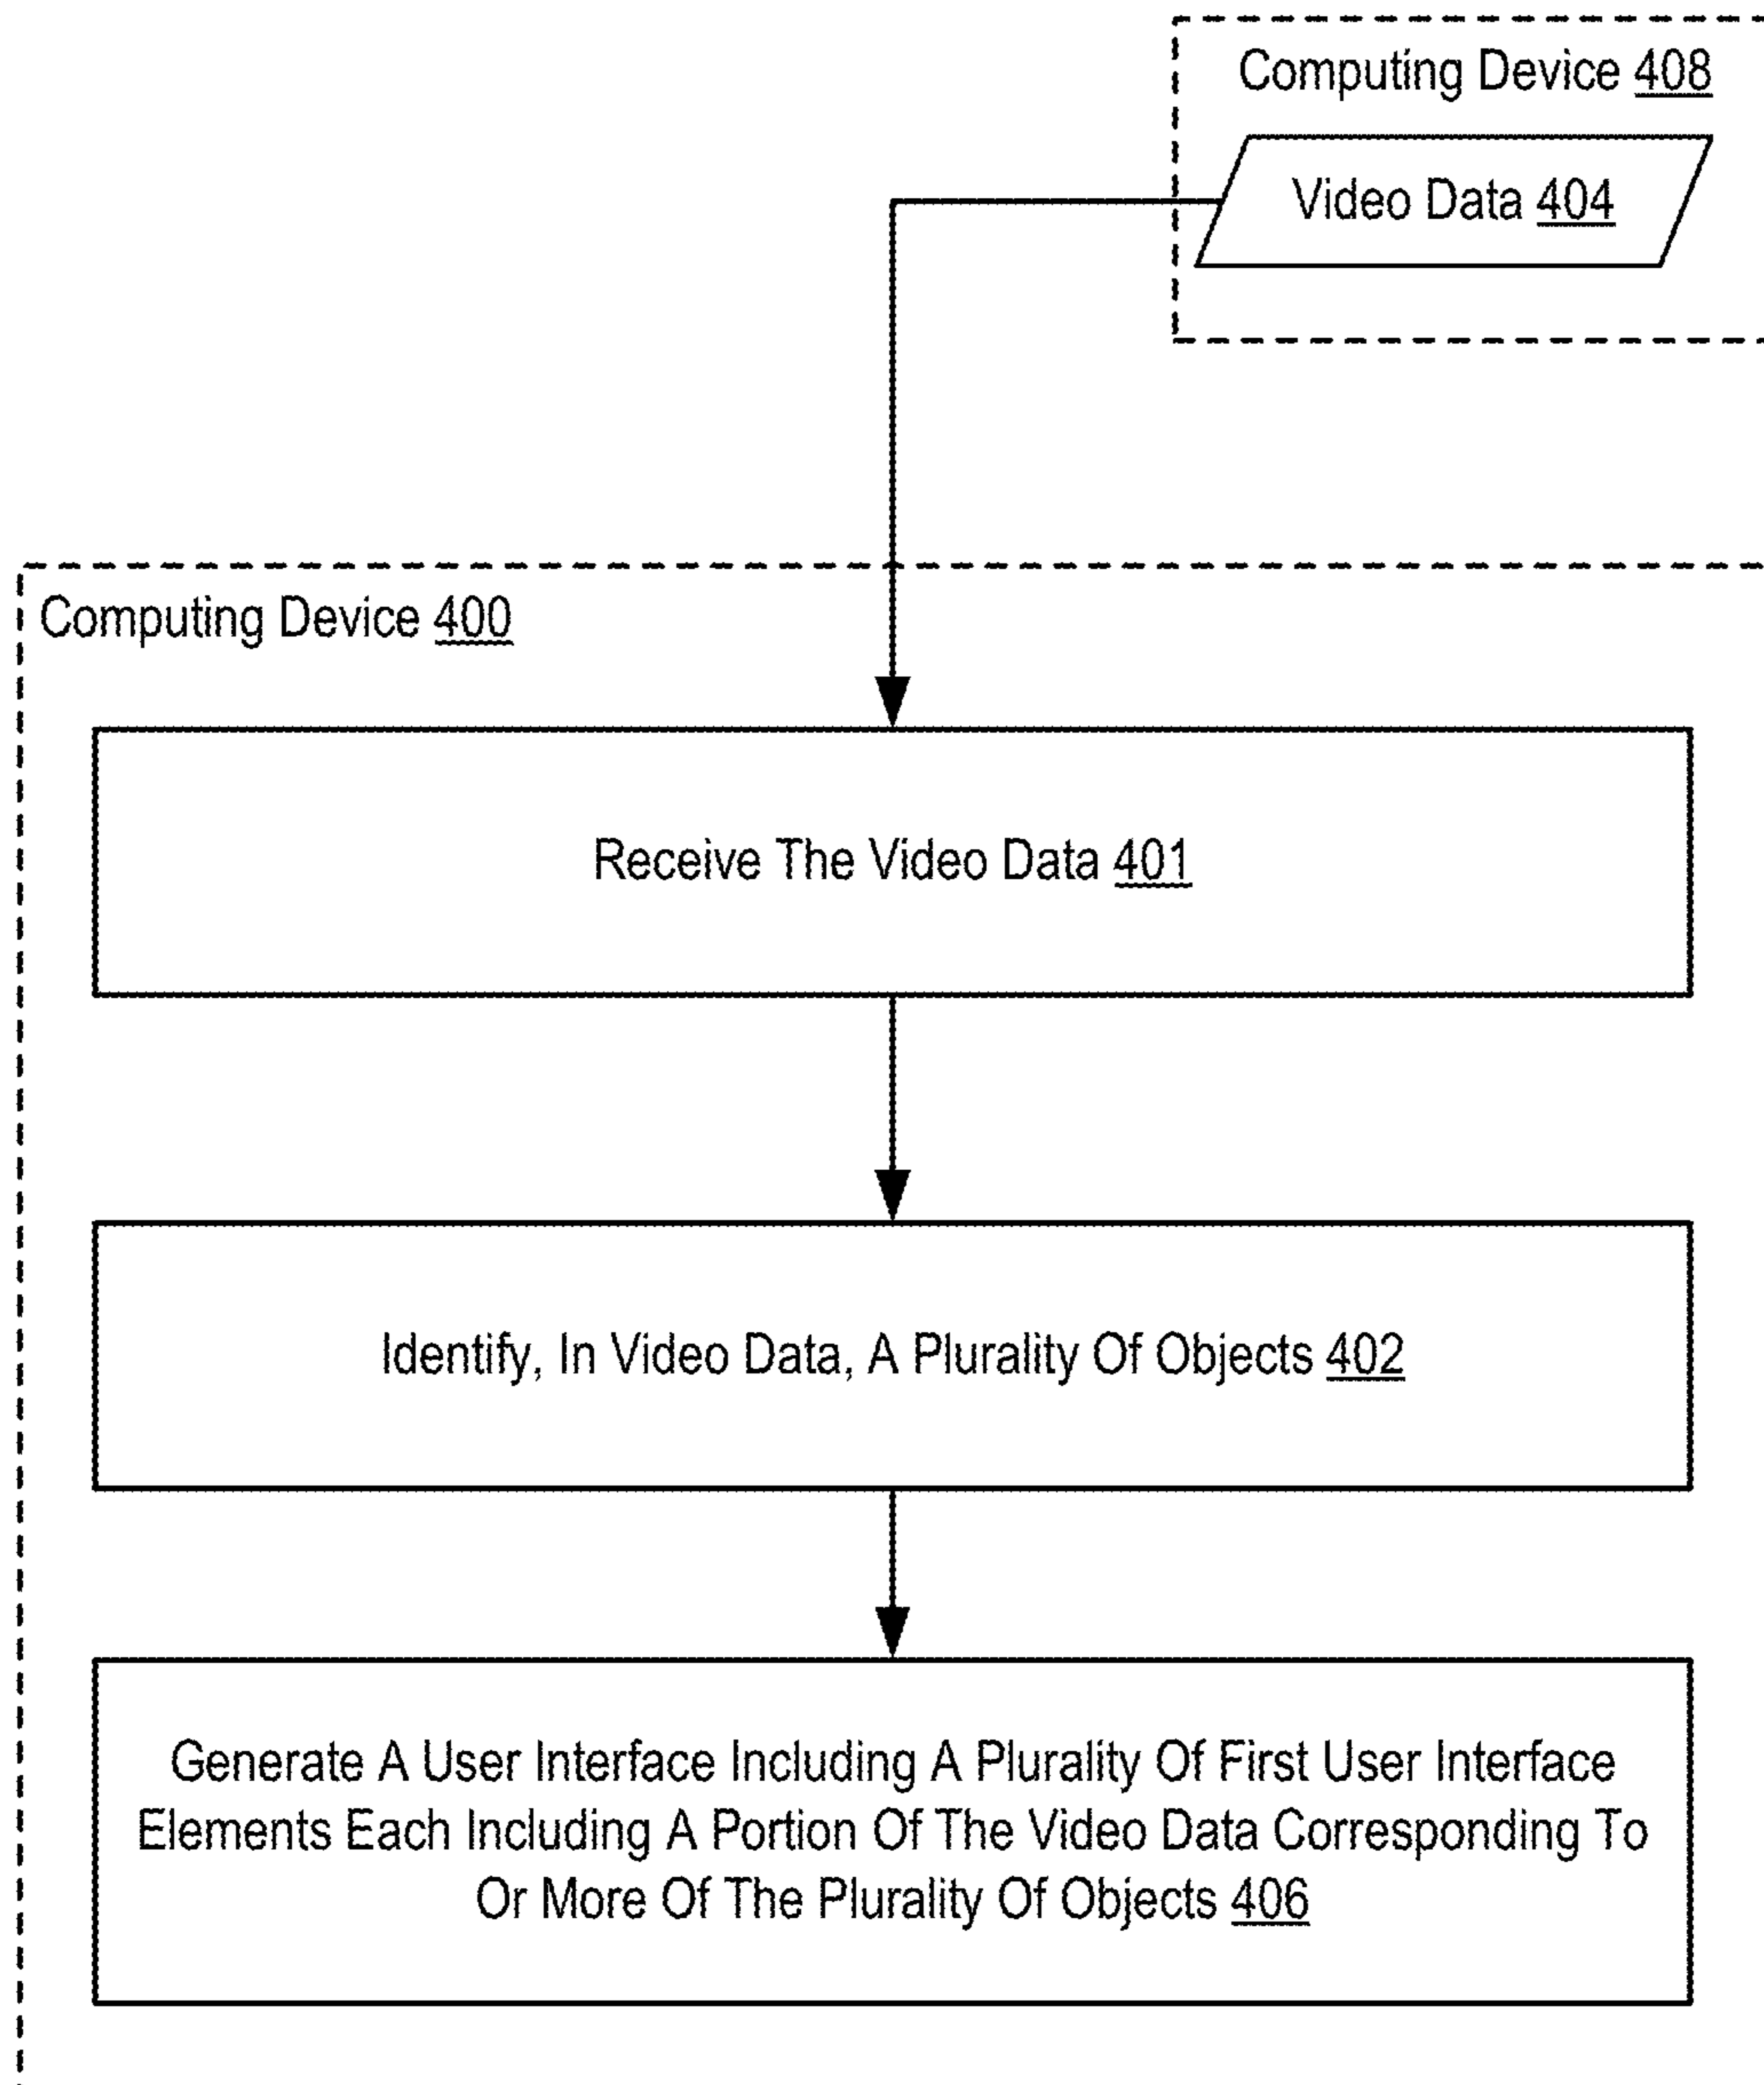 Computing Device 408
Video Data 404
Computing Device 400
Receive The Video Data 401
Identify, In Video Data, A Plurality Of Objects 402
Generate A User Interface Including A Plurality Of First User Interface
Elements Each Including A Portion Of The Video Data Corresponding To
Or More Of The Plurality Of Objects 406